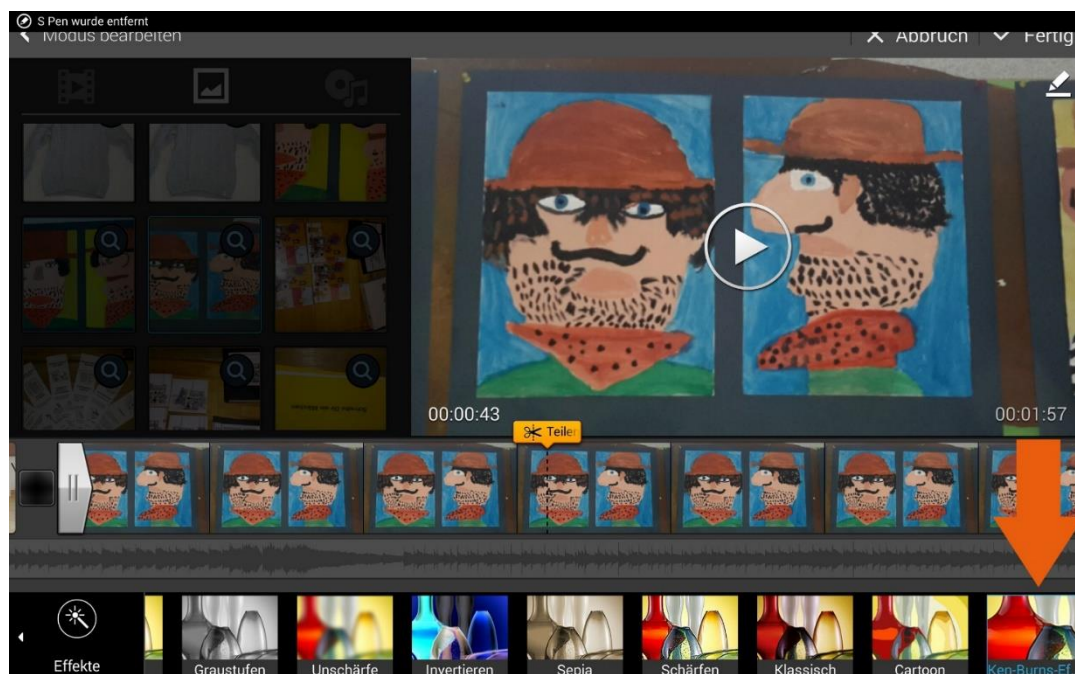 S Pen wurde entfernt
Modus bearbeiten
Abbruch
Fertig
00:00:43
00:01:57
Teilen
Effekte
Graustufen
Unschärfe
Invertieren
Sepia
Schärfen
Klassisch
Cartoon
Ken-Burns-Ef